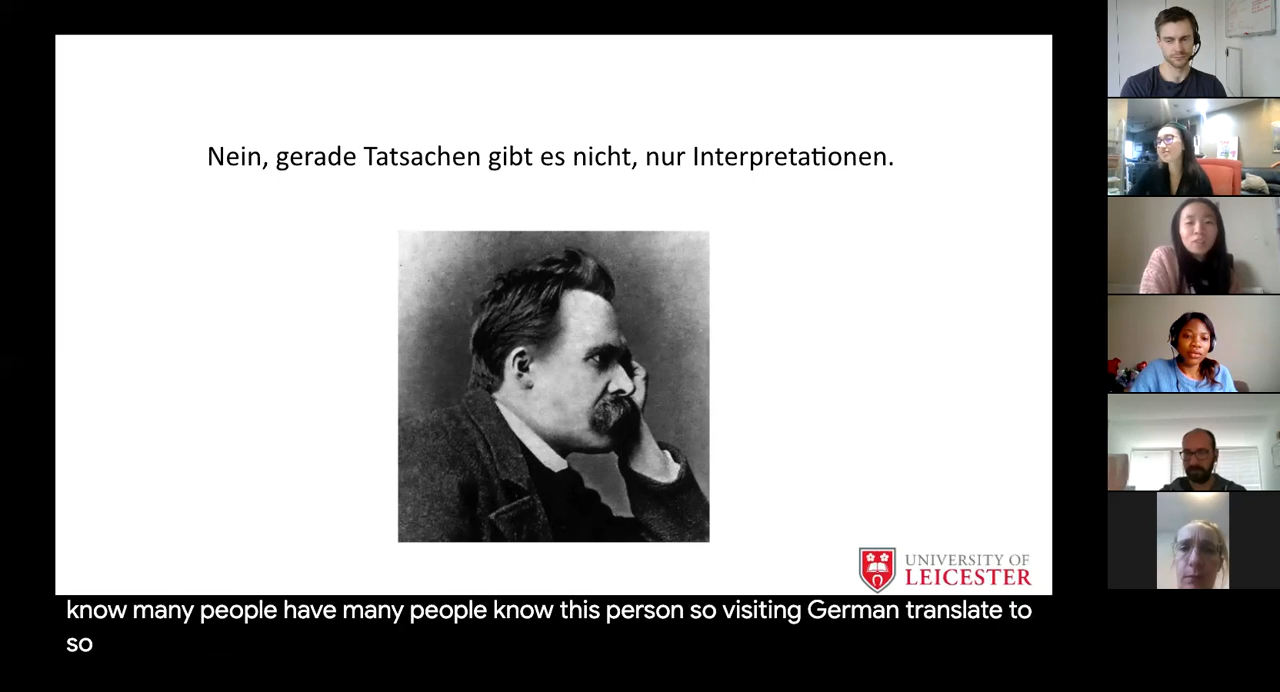 Nein, gerade Tatsachen gibt es nicht, nur Interpretationen.
UNIVERSITY OF
LEICESTER
know many people have many people know this person so visiting German translate to
so